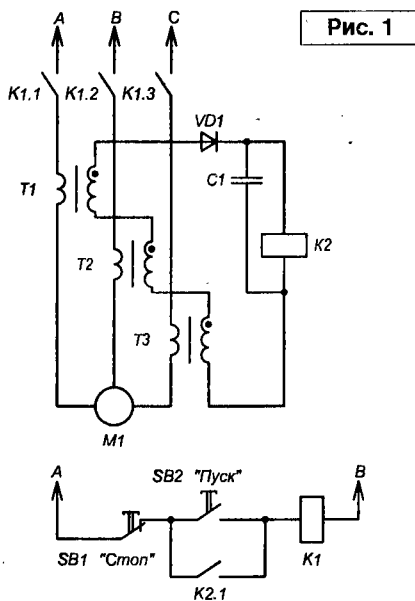 A B C
Рис. 1
K1.1 K1.2 K1.3
VD1
C1
T1
K2
T2
T3
M1
SB2 "Пуск"
A
B
SB1 "Стоп"
K1
K2.1